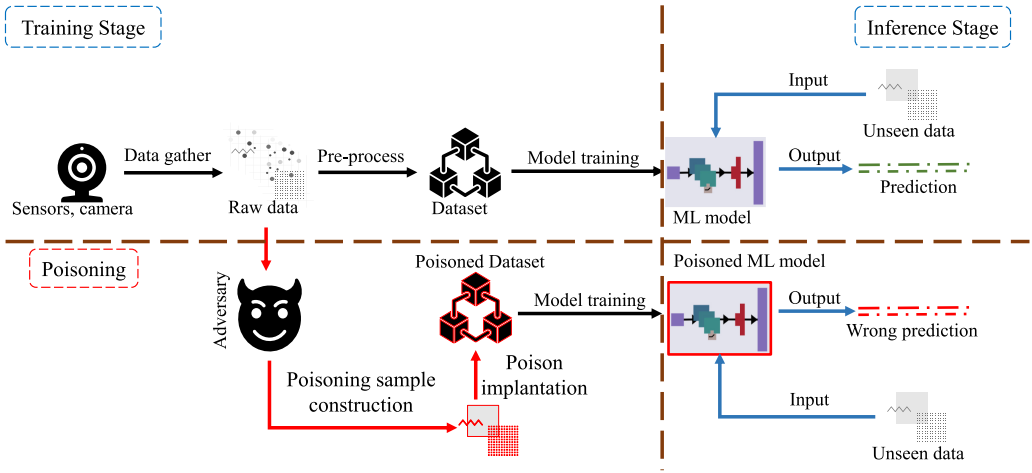 Training Stage
Inference Stage
Input
Unseen data
Data gather
Pre-process
Model training
Output
Prediction
Sensors, camera
Raw data
Dataset
ML model
Poisoning
Adversary
Poisoned Dataset
Poisoned ML model
Model training
Output
Wrong prediction
Poisoning sample
construction
Poison
implantation
Input
Unseen data